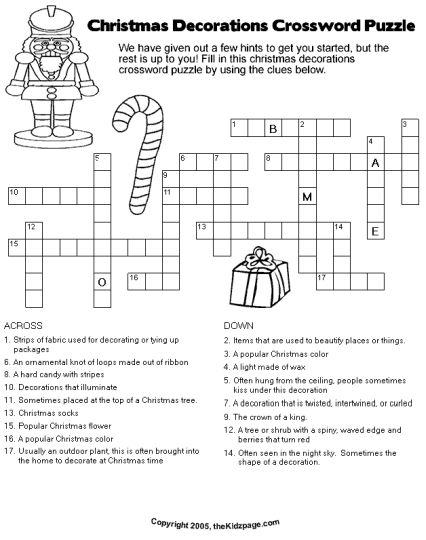 Christmas Decorations Crossword Puzzle
We have given out a few hints to get you started, but the
rest is up to you! Fill in this christmas decorations
crossword puzzle by using the clues below.
1 B 2 3
4
5 6 7 8 A
9
10 11 M
12 13 14 E
15
16 O 17
ACROSS
1. Strips of fabric used for decorating or tying up
packages
6. An ornamental knot of loops made out of ribbon
8. A hard candy with stripes
10. Decorations that illuminate
11. Sometimes placed at the top of a Christmas tree.
13. Christmas socks
15. Popular Christmas flower
16. A popular Christmas color
17. Usually an outdoor plant, this is often brought into
the home to decorate at Christmas time
DOWN
2. Items that are used to beautify places or things.
3. A popular Christmas color
4. A light made of wax
5. Often hung from the ceiling, people sometimes
kiss under this decoration
7. A decoration that is twisted, intertwined, or curled
9. The crown of a king.
12. A tree or shrub with a spiny, waved edge and
berries that turn red
14. Often seen in the night sky. Sometimes the
shape of a decoration.
Copyright 2005, theKidzpage.com